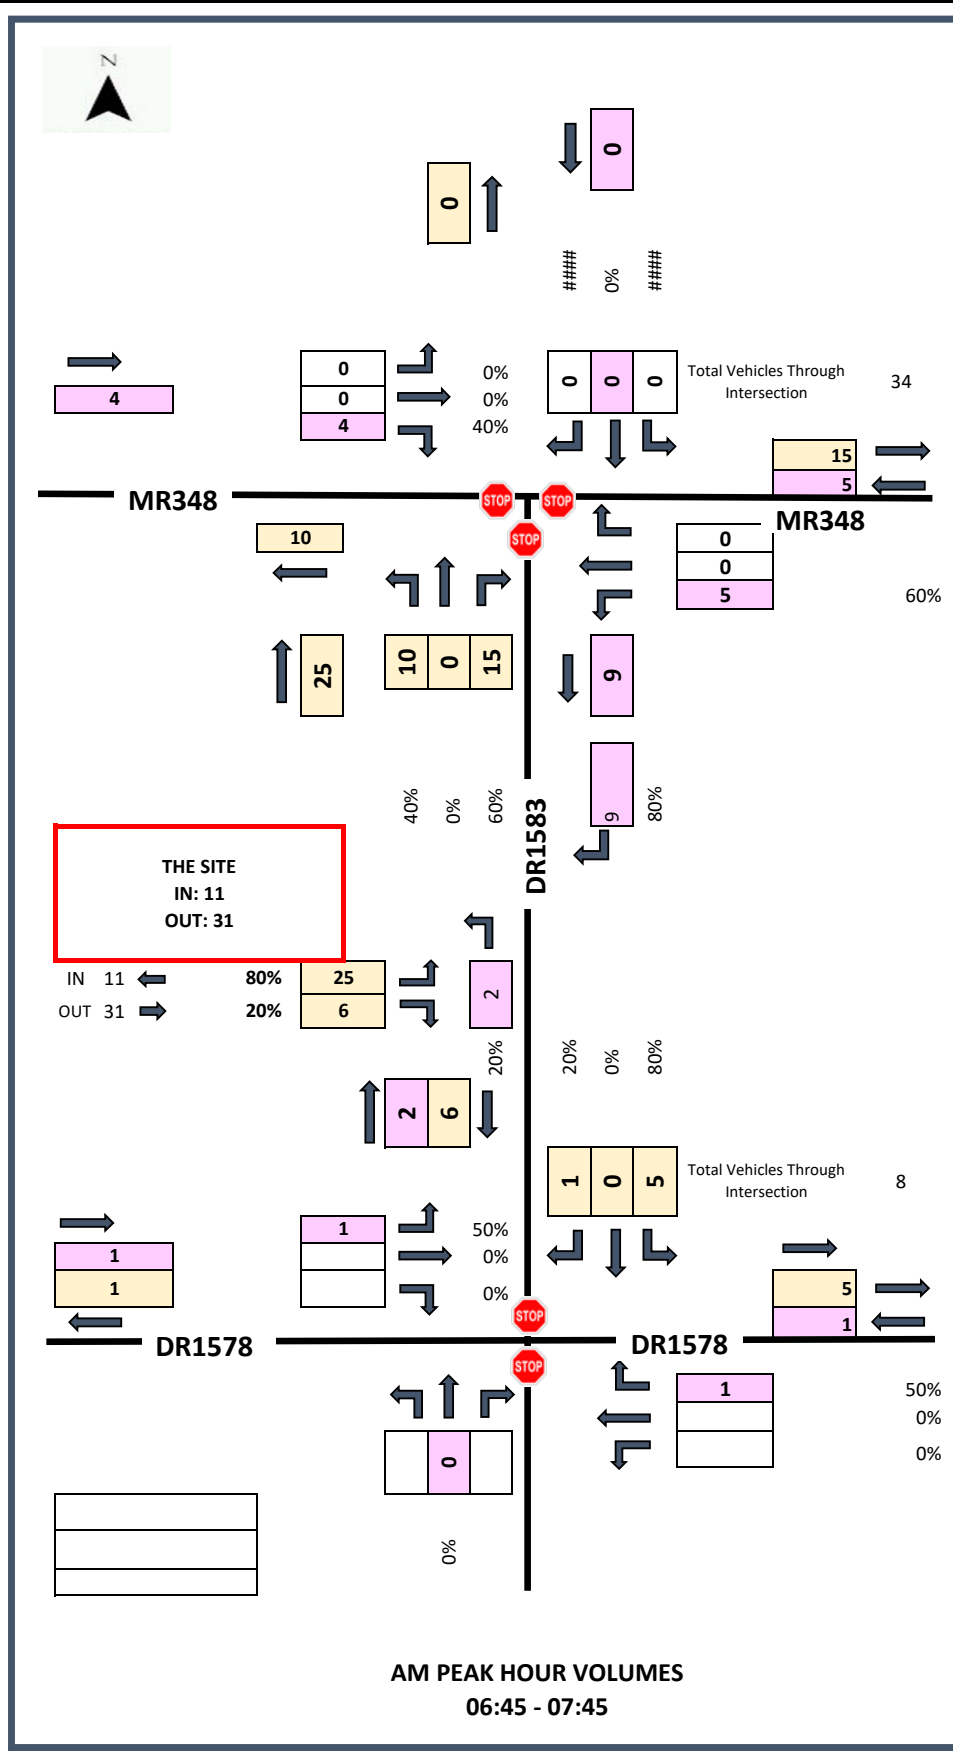 N
0
0
####
0%
####
0
0
4
0%
0%
40%
4
0
0
0
Total Vehicles Through
Intersection
34
15
5
STOP
STOP
STOP
MR348
MR348
10
0
0
5
60%
25
10
0
15
9
40%
0%
60%
9
80%
DR1583
THE SITE
IN: 11
OUT: 31
IN 11
80%
25
OUT 31
20%
6
2
20%
20%
0%
80%
2
6
1
0
5
Total Vehicles Through
Intersection
8
1
50%
0%
0%
1
1
5
1
STOP
STOP
DR1578
DR1578
1
50%
0%
0%
0
0%
AM PEAK HOUR VOLUMES
06:45 - 07:45